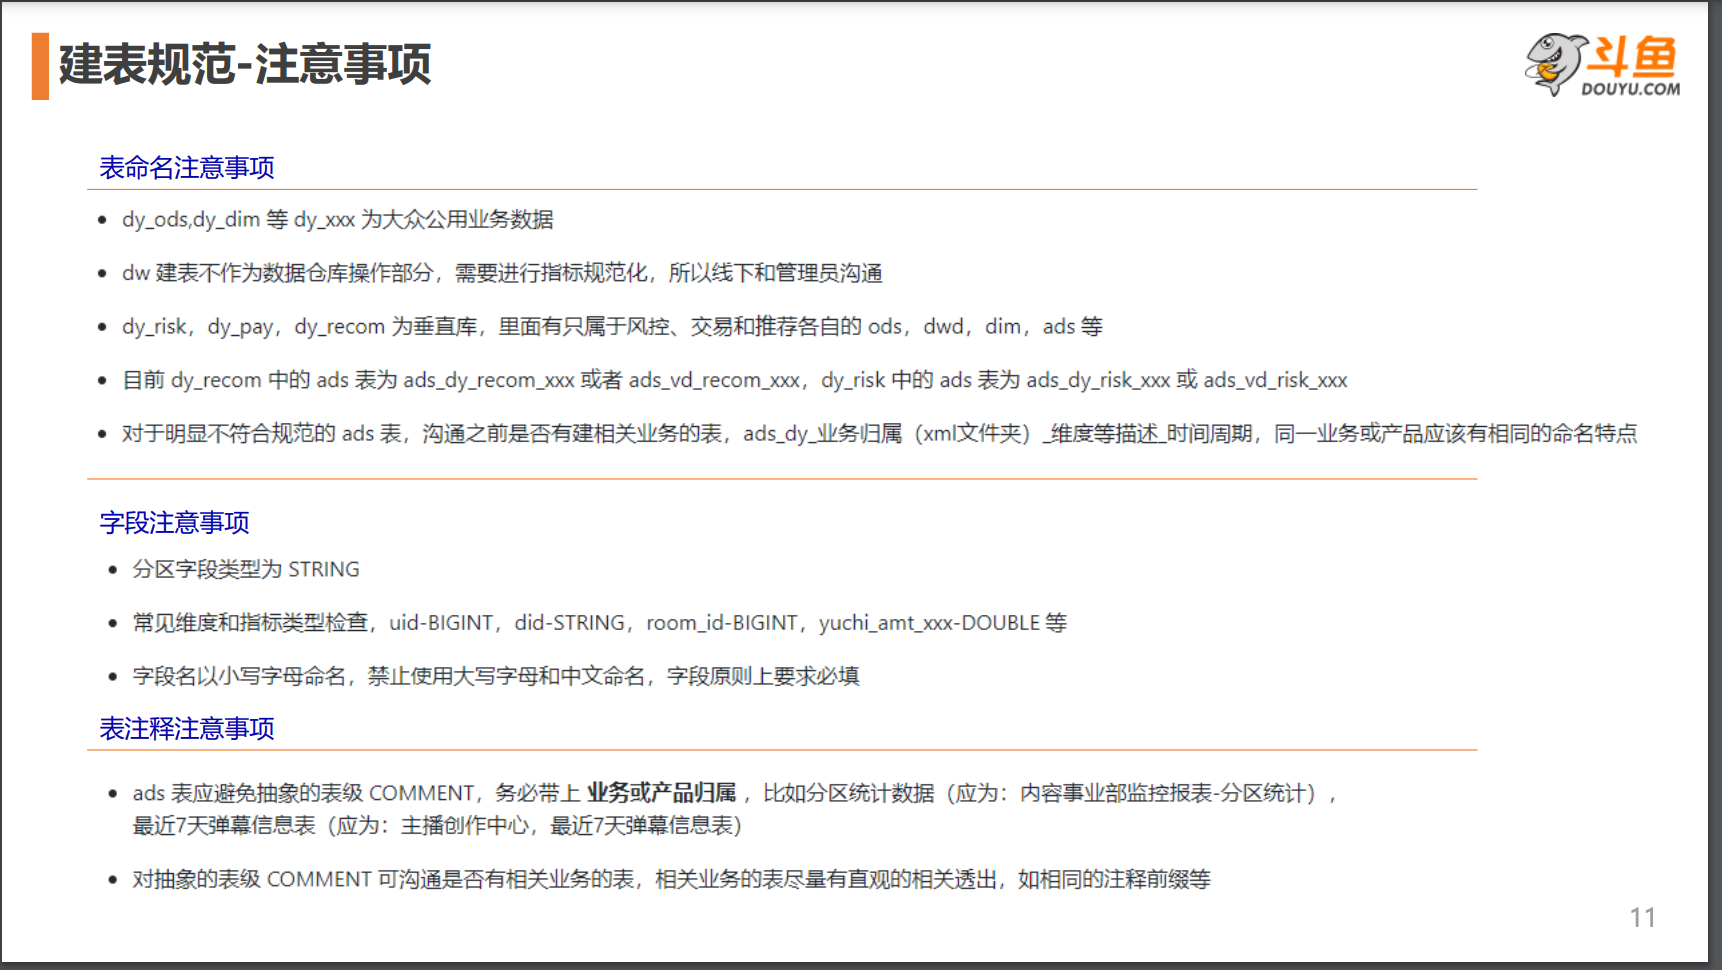 建表规范-注意事项
斗鱼
DOUYU.COM
表命名注意事项
dy_ods,dy_dim 等 dy_xxx 为大众公用业务数据
dw 建表不作为数据仓库操作部分，需要进行指标规范化，所以线下和管理员沟通
dy_risk，dy_pay，dy_recom 为垂直库，里面有只属于风控、交易和推荐各自的 ods，dwd，dim，ads 等
目前 dy_recom 中的 ads 表为 ads_dy_recom_xxx 或者 ads_vd_recom_xxx，dy_risk 中的 ads 表为 ads_dy_risk_xxx 或 ads_vd_risk_xxx
对于明显不符合规范的 ads 表，沟通之前是否有建相关业务的表，ads_dy_业务归属（xml文件夹）_维度等描述_时间周期，同一业务或产品应该有相同的命名特点
字段注意事项
分区字段类型为 STRING
常见维度和指标类型检查，uid-BIGINT，did-STRING，room_id-BIGINT，yuchi_amt_xxx-DOUBLE 等
字段名以小写字母命名，禁止使用大写字母和中文命名，字段原则上要求必填
表注释注意事项
ads 表应避免抽象的表级 COMMENT，务必带上 业务或产品归属 ，比如分区统计数据（应为：内容事业部监控报表-分区统计），
最近7天弹幕信息表（应为：主播创作中心，最近7天弹幕信息表）
对抽象的表级 COMMENT 可沟通是否有相关业务的表，相关业务的表尽量有直观的相关透出，如相同的注释前缀等
11